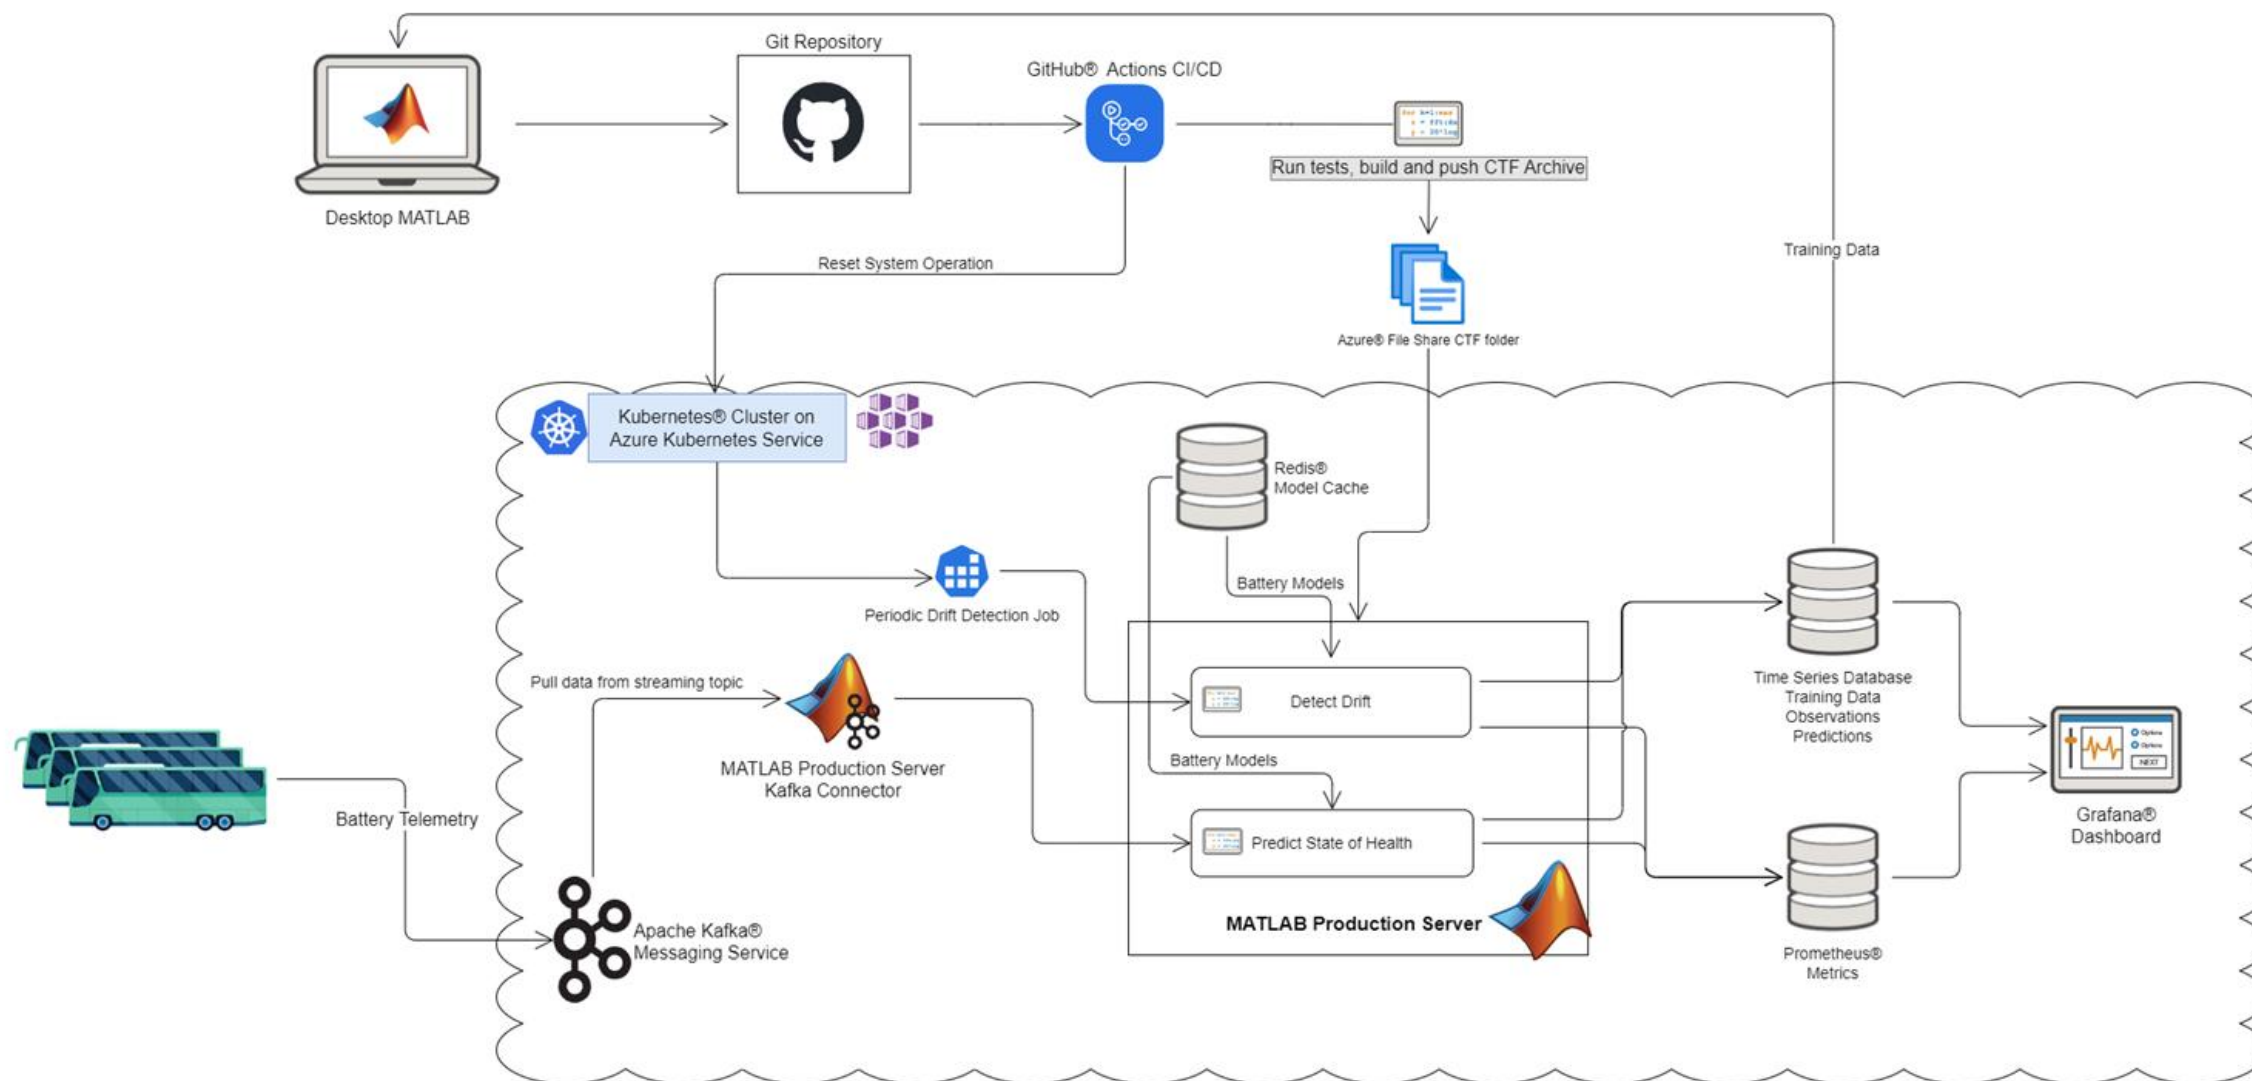 Git Repository
GitHub® Actions CI/CD
Run tests, build and push CTF Archive
Desktop MATLAB
Training Data
Reset System Operation
Azure® File Share CTF folder
Kubernetes® Cluster on
Azure Kubernetes Service
Redis®
Model Cache
Battery Models
Periodic Drift Detection Job
Pull data from streaming topic
Detect Drift
Time Series Database
Training Data
Observations
Predictions
MATLAB Production Server
Kafka Connector
Battery Models
Battery Telemetry
Predict State of Health
NEXT
Grafana®
Dashboard
Apache Kafka®
Messaging Service
MATLAB Production Server
Prometheus®
Metrics